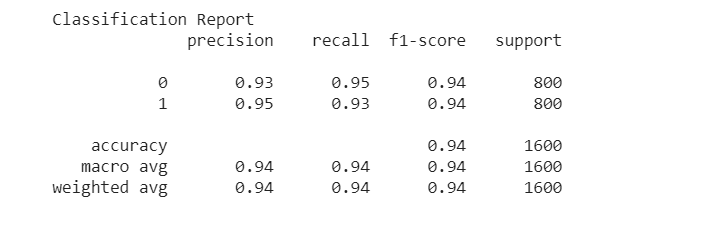 Classification Report
precision recall f1-score support
0 0.93 0.95 0.94 800
1 0.95 0.93 0.94 800
accuracy 0.94 1600
macro avg 0.94 0.94 0.94 1600
weighted avg 0.94 0.94 0.94 1600